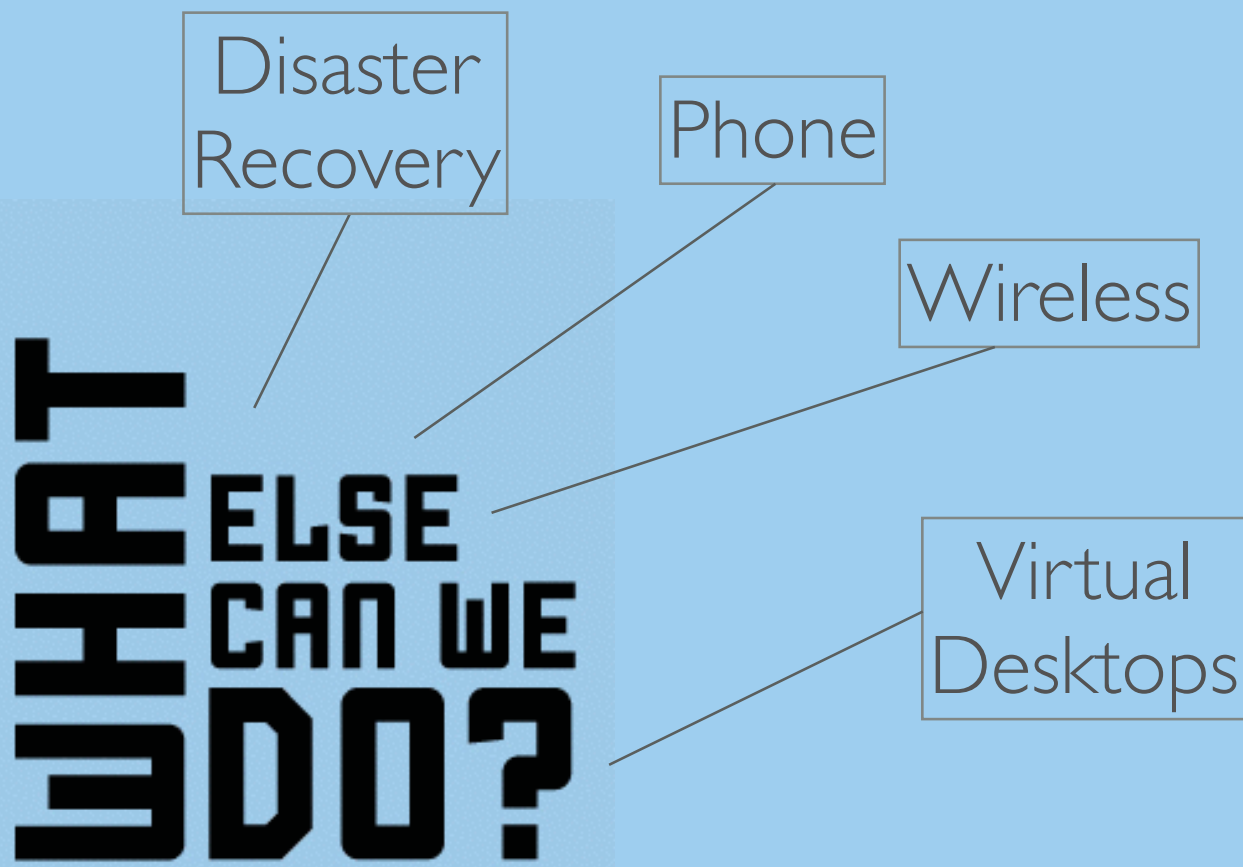 Disaster
Recovery
Phone
Wireless
WHAT
ELSE
CAN WE
DO?
Virtual
Desktops